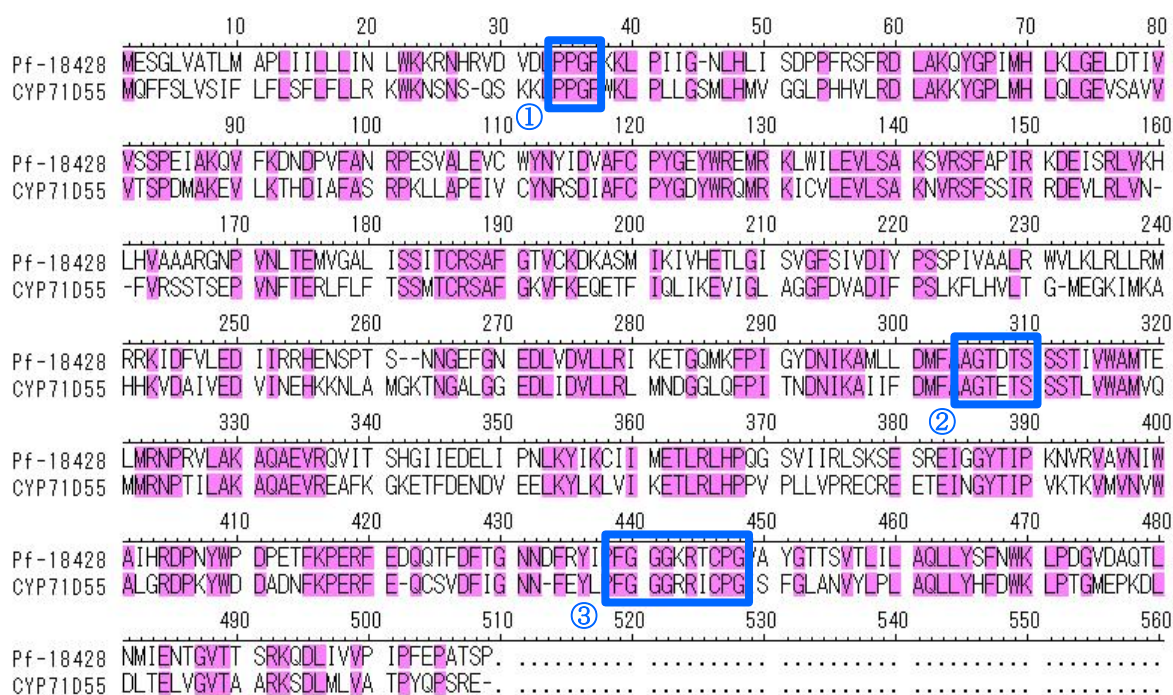 10 20 30 40 50 60 70 80
Pf-18428 MESGLVATLM APLIILLLIN LWKKRNHRVD VDLPPGPKKL PIIG-NLHLI SDPPFRSFRD LAKQYGPIMH LKLGELDTIV
CYP71D55 MQFFSLVSIF LFLSFLFLLR KWKNSNS-QS KKLPPGPWKL PLLGSMLHMV GGLPHHVLRD LAKKYGPLMH LQLGEVSAVV
①
90 100 110 120 130 140 150 160
Pf-18428 VSSPEIAKQV FKDNDPVFAN RPESVALEVC WYNYIDVAFC PYGEYWREMR KLWILEVLSA KSVRSFAPIR KDEISRLVKH
CYP71D55 VTSPDMAKEV LKTHDIAFAS RPKLLAPEIV CYNRSDIAFC PYGDYWRQMR KICVLEVLSA KNVRSFSSIR RDEVLRLVN-
170 180 190 200 210 220 230 240
Pf-18428 LHVAAARGNP VNLTEMVGAL ISSITCRSAF GTVCKDKASM IKIVHETLGI SVGFSIVDIY PSSPIVAALR WVLKLRLLRM
CYP71D55 -FVRSSTSEP VNFTERLFLF TSSMTCRSAF GKVFKEQETF IQLIKEVIGL AGGFDVADIF PSLKFLHVLT G-MEGKIMKA
250 260 270 280 290 300 310 320
Pf-18428 RRKIDFVLED IIRRHENSPT S--NNGEFGN EDLVDVLLRI KETGQMKFPI GYDNIKAMLL DMFAAGTDTS SSTIVWAMTE
CYP71D55 HHKVDAIVED VINEHKKNLA MGKTNGALGG EDLIDVLLRL MNDGGLQFPI TNDNIKAIIF DMFAAGTETS SSTLVWAMVQ
②
330 340 350 360 370 380 390 400
Pf-18428 LMRNPRVLAK AQAEVRQVIT SHGIIEDELI PNLKYIKCII METLRLHPQG SVIIRLSKSE SREIGGYTIP KNVRVAVNIW
CYP71D55 MMRNPTILAK AQAEVREAFK GKETFDENDV EELKYLKLVI KETLRLHPPV PLLVPRECRE ETEINGYTIP VKTKVMVNVW
410 420 430 440 450 460 470 480
Pf-18428 AIHRDPNYWP DPETFKPERF EDQQTFDFTG NNDFRYIPFG GGKRTCPGVA YGTTSVTLIL AQLLYSFNWK LPDGVDAQTL
CYP71D55 ALGRDPKYWD DADNFKPERF E-QCSVDFIG NN-FEYLPFG GGRRICPGIS FGLANVYLPL AQLLYHFDWK LPTGMEPKDL
③
490 500 510 520 530 540 550 560
Pf-18428 NMIENTGVTT SRKQDLIVVP IPFEPATSP. .......... .......... .......... .......... ..........
CYP71D55 DLTELVGVTA ARKSDLMLVA TPYQPSRE-. .......... .......... .......... .......... ..........